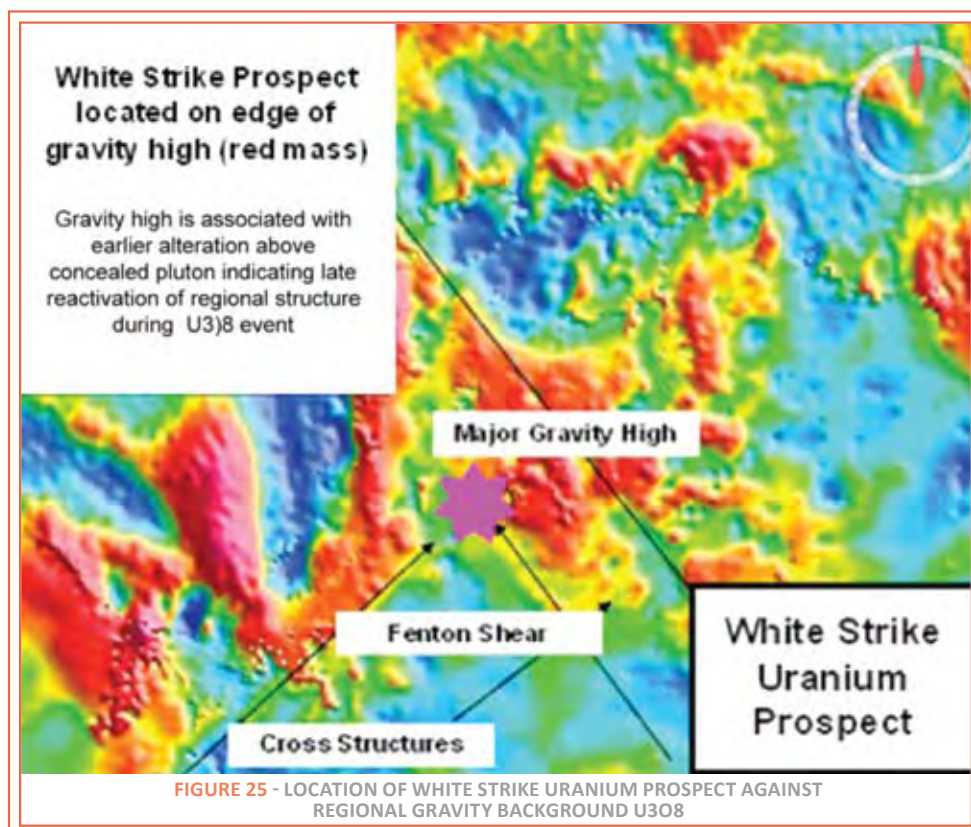 White Strike Prospect
located on edge of
gravity high (red mass)
Gravity high is associated with
earlier alteration above
concealed pluton indicating late
reactivation of regional structure
during U3)8 event
Major Gravity High
Fenton Shear
Cross Structures
White Strike
Uranium
Prospect
FIGURE 25 - LOCATION OF WHITE STRIKE URANIUM PROSPECT AGAINST
REGIONAL GRAVITY BACKGROUND U3O8